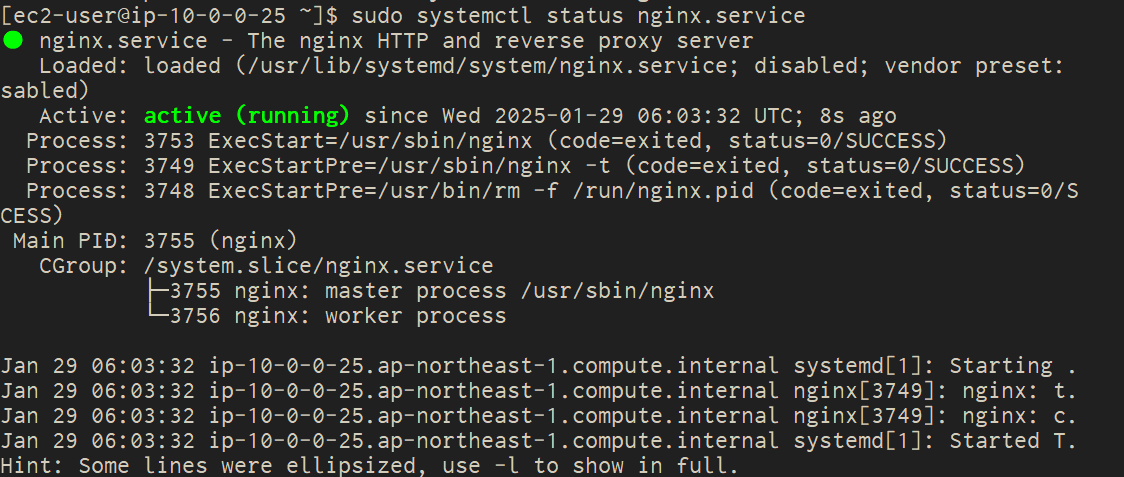 [ec2-user@ip-10-0-0-25 ~]$ sudo systemctl status nginx.service
● nginx.service - The nginx HTTP and reverse proxy server
   Loaded: loaded (/usr/lib/systemd/system/nginx.service; disabled; vendor preset:
sabled)
   Active: active (running) since Wed 2025-01-29 06:03:32 UTC; 8s ago
  Process: 3753 ExecStart=/usr/sbin/nginx (code=exited, status=0/SUCCESS)
  Process: 3749 ExecStartPre=/usr/sbin/nginx -t (code=exited, status=0/SUCCESS)
  Process: 3748 ExecStartPre=/usr/bin/rm -f /run/nginx.pid (code=exited, status=0/S
CESS)
 Main PID: 3755 (nginx)
   CGroup: /system.slice/nginx.service
           ├─3755 nginx: master process /usr/sbin/nginx
           └─3756 nginx: worker process
Jan 29 06:03:32 ip-10-0-0-25.ap-northeast-1.compute.internal systemd[1]: Starting .
Jan 29 06:03:32 ip-10-0-0-25.ap-northeast-1.compute.internal nginx[3749]: nginx: t.
Jan 29 06:03:32 ip-10-0-0-25.ap-northeast-1.compute.internal nginx[3749]: nginx: c.
Jan 29 06:03:32 ip-10-0-0-25.ap-northeast-1.compute.internal systemd[1]: Started T.
Hint: Some lines were ellipsized, use -l to show in full.